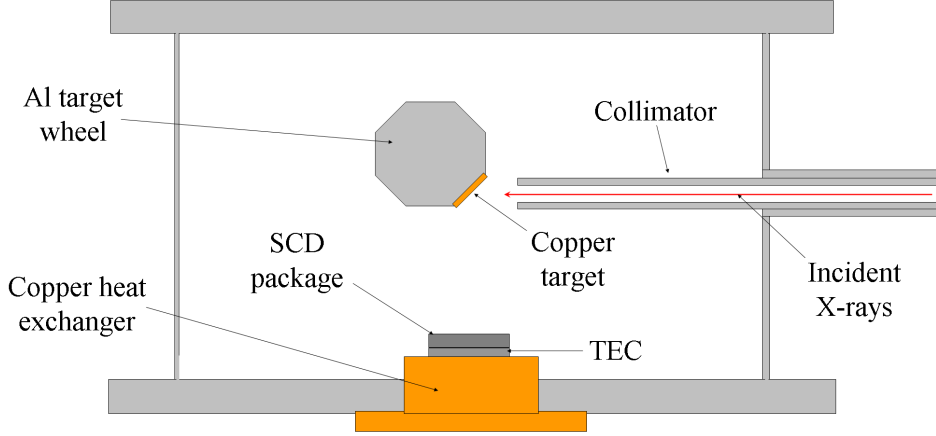 Al target
wheel
Collimator
SCD
package
Copper
target
Copper heat
exchanger
Incident
X-rays
TEC